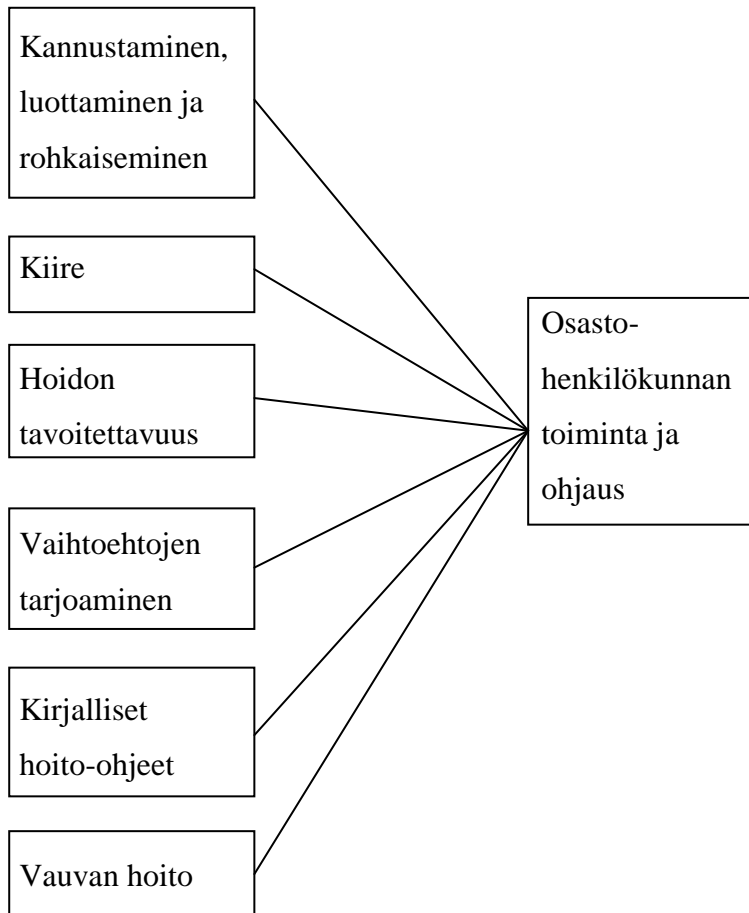 Kannustaminen,
luottaminen ja
rohkaiseminen
Kiire
Hoidon
tavoitettavuus
Vaihtoehtojen
tarjoaminen
Kirjalliset
hoito-ohjeet
Vauvan hoito
Osasto-
henkilökunnan
toiminta ja
ohjaus